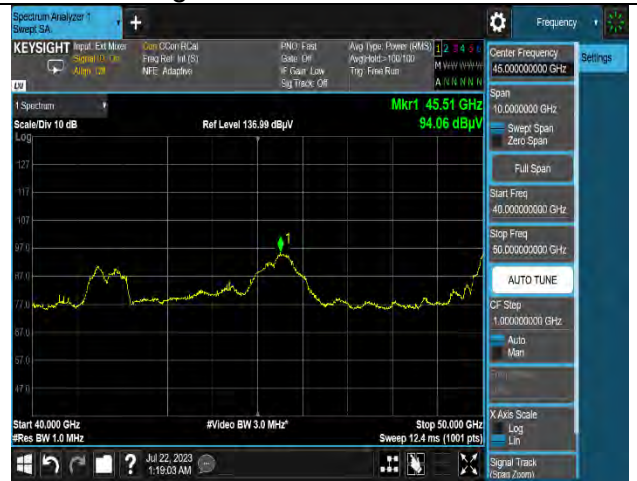 Spectrum Analyzer 1
Swept SA
+
Frequency
KEYSIGHT
Input: Ext Mixer
Signal ID: On
Align: Off
Corr CCorr RCal
Freq Ref: Int (S)
NFE: Adaptive
PNO: Fast
Gate: Off
IF Gain: Low
Sig Track: Off
Avg Type: Power (RMS)
Avg|Hold:>100/100
Trig: Free Run
1 2 3 4 5 6
M W W W W W
A N N N N N
LXI
1 Spectrum
Scale/Div 10 dB
Log
Ref Level 136.99 dBµV
Mkr1 45.51 GHz
94.06 dBµV
127
117
107
97.0
87.0
77.0
67.0
57.0
47.0
1
Start 40.000 GHz
#Res BW 1.0 MHz
#Video BW 3.0 MHz*
Stop 50.000 GHz
Sweep 12.4 ms (1001 pts)
Center Frequency
45.000000000 GHz
Settings
Span
10.0000000 GHz
Swept Span
Zero Span
Full Span
Start Freq
40.000000000 GHz
Stop Freq
50.000000000 GHz
AUTO TUNE
CF Step
1.000000000 GHz
Auto
Man
X Axis Scale
Log
Lin
Signal Track
(Span Zoom)
?
Jul 22, 2023
1:19:03 AM